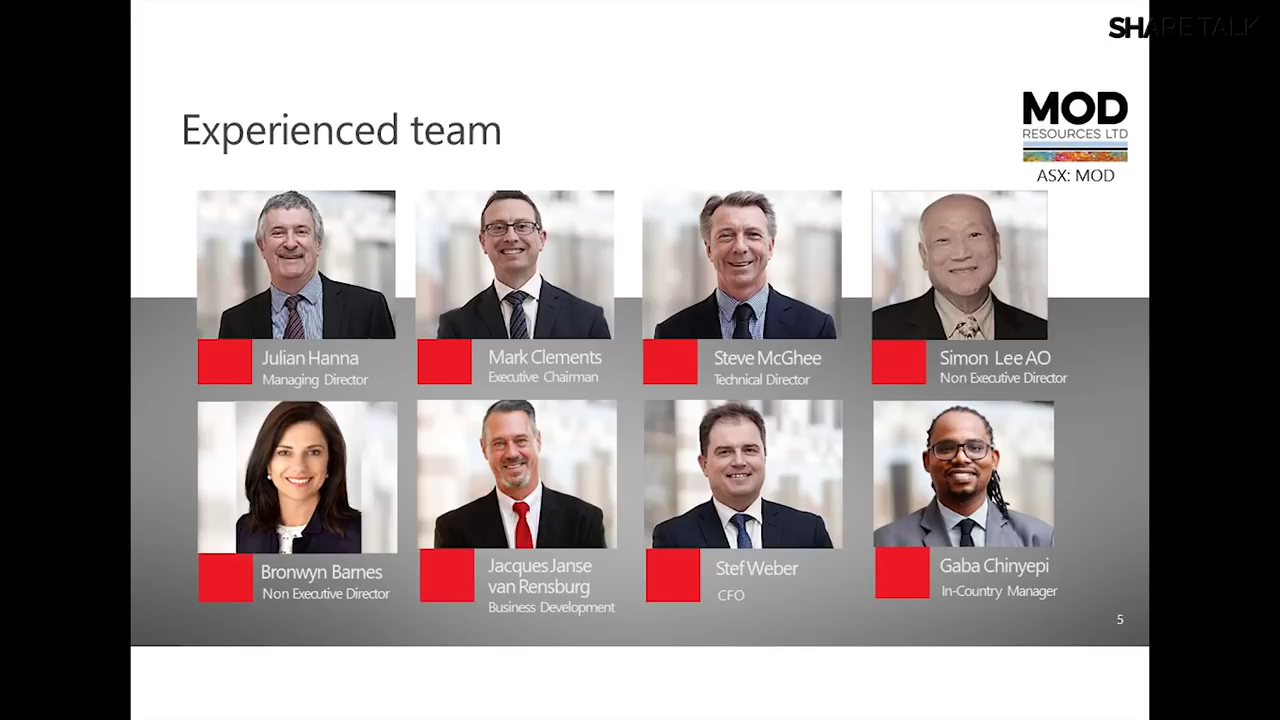 SHARETALK
Experienced team
MOD
RESOURCES LTD
ASX: MOD
Julian Hanna
Managing Director
Mark Clements
Executive Chairman
Steve McGhee
Technical Director
Simon Lee AO
Non Executive Director
Bronwyn Barnes
Non Executive Director
Jacques Janse
van Rensburg
Business Development
Stef Weber
CFO
Gaba Chinyepi
In-Country Manager
5